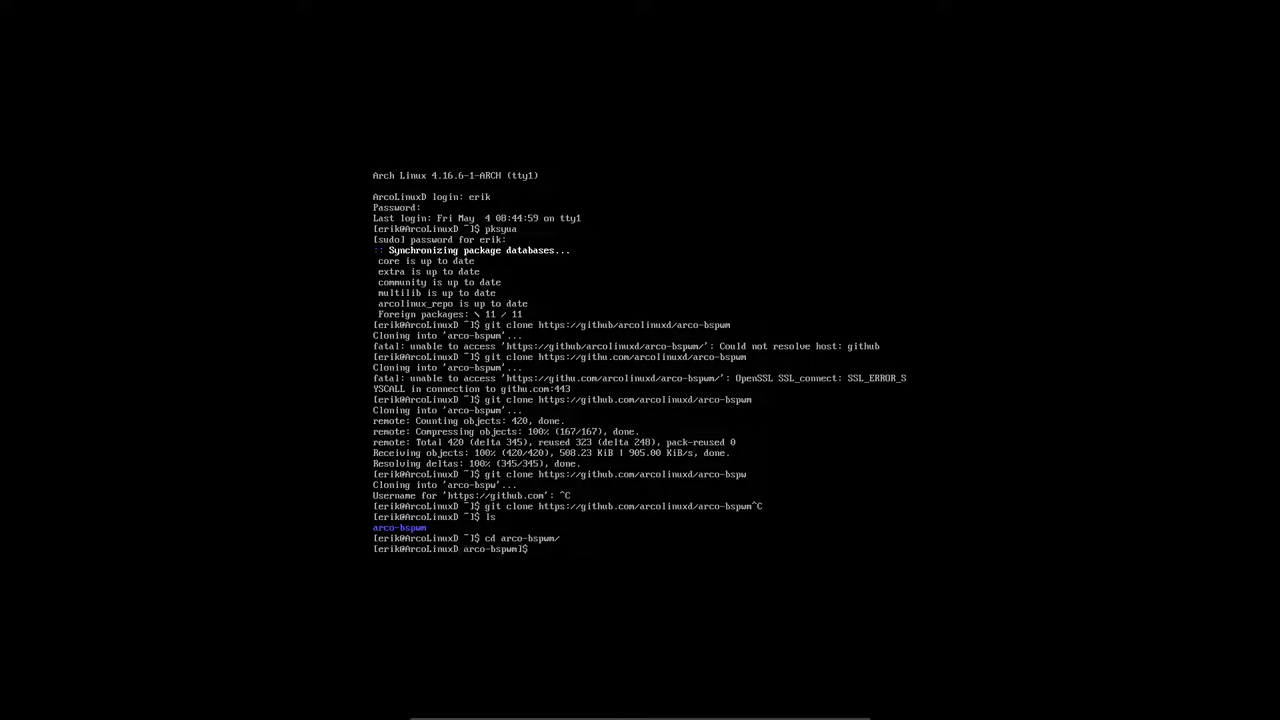 Arch Linux 4.16.6-1-ARCH (tty1)
ArcoLinuxD login: erik
Password:
Last login: Fri May  4 08:44:59 on tty1
[erik@ArcoLinuxD ~]$ pksyua
[sudo] password for erik:
:: Synchronizing package databases...
 core is up to date
 extra is up to date
 community is up to date
 multilib is up to date
 arcolinux_repo is up to date
 Foreign packages: \ 11 / 11
[erik@ArcoLinuxD ~]$ git clone https://github/arcolinuxd/arco-bspwm
Cloning into 'arco-bspwm'...
fatal: unable to access 'https://github/arcolinuxd/arco-bspwm/': Could not resolve host: github
[erik@ArcoLinuxD ~]$ git clone https://githu.com/arcolinuxd/arco-bspwm
Cloning into 'arco-bspwm'...
fatal: unable to access 'https://githu.com/arcolinuxd/arco-bspwm/': OpenSSL SSL_connect: SSL_ERROR_S
YSCALL in connection to githu.com:443
[erik@ArcoLinuxD ~]$ git clone https://github.com/arcolinuxd/arco-bspwm
Cloning into 'arco-bspwm'...
remote: Counting objects: 420, done.
remote: Compressing objects: 100% (167/167), done.
remote: Total 420 (delta 345), reused 323 (delta 248), pack-reused 0
Receiving objects: 100% (420/420), 508.23 KiB | 905.00 KiB/s, done.
Resolving deltas: 100% (345/345), done.
[erik@ArcoLinuxD ~]$ git clone https://github.com/arcolinuxd/arco-bspw
Cloning into 'arco-bspw'...
Username for 'https://github.com': ^C
[erik@ArcoLinuxD ~]$ git clone https://github.com/arcolinuxd/arco-bspwm^C
[erik@ArcoLinuxD ~]$ ls
arco-bspwm
[erik@ArcoLinuxD ~]$ cd arco-bspwm/
[erik@ArcoLinuxD arco-bspwm]$